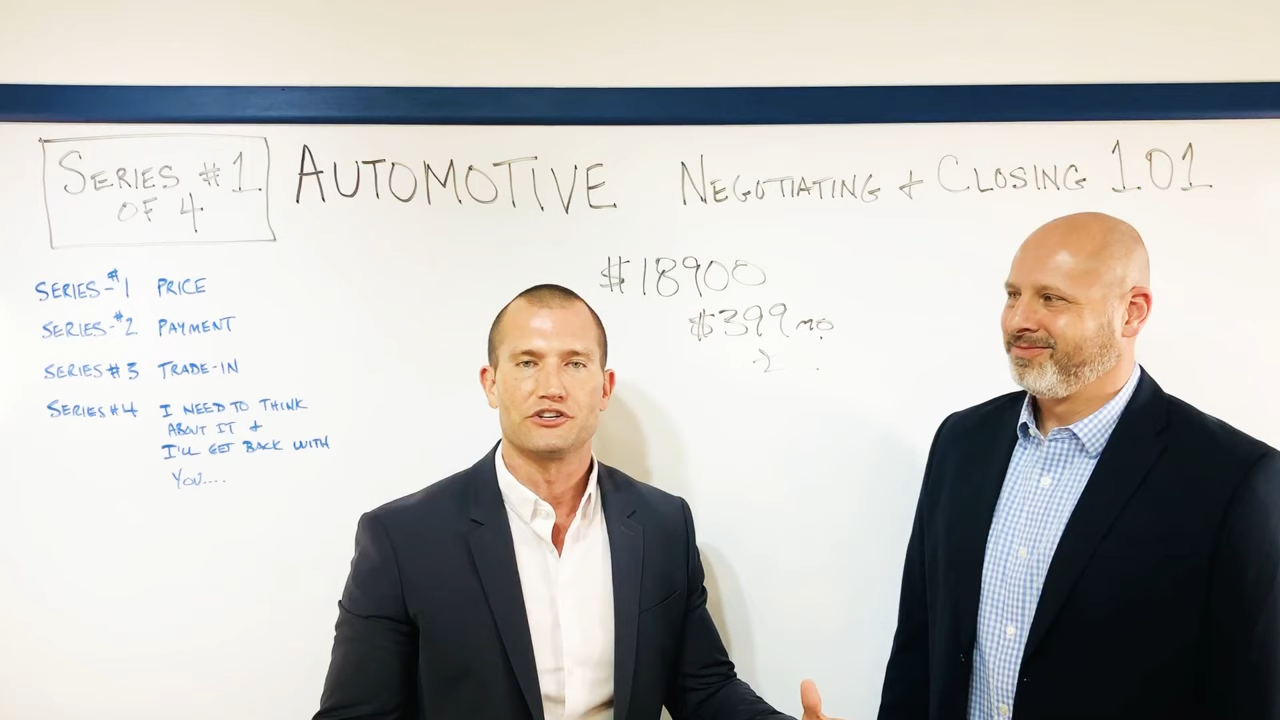 SERIES #1
OF 4
AUTOMOTIVE NEGOTIATING & CLOSING 101
SERIES-#1 PRICE
SERIES-#2 PAYMENT
SERIES #3 TRADE-IN
SERIES #4 I NEED TO THINK
ABOUT IT &
I'LL GET BACK WITH
YOU....
$18900
$399 mo
2